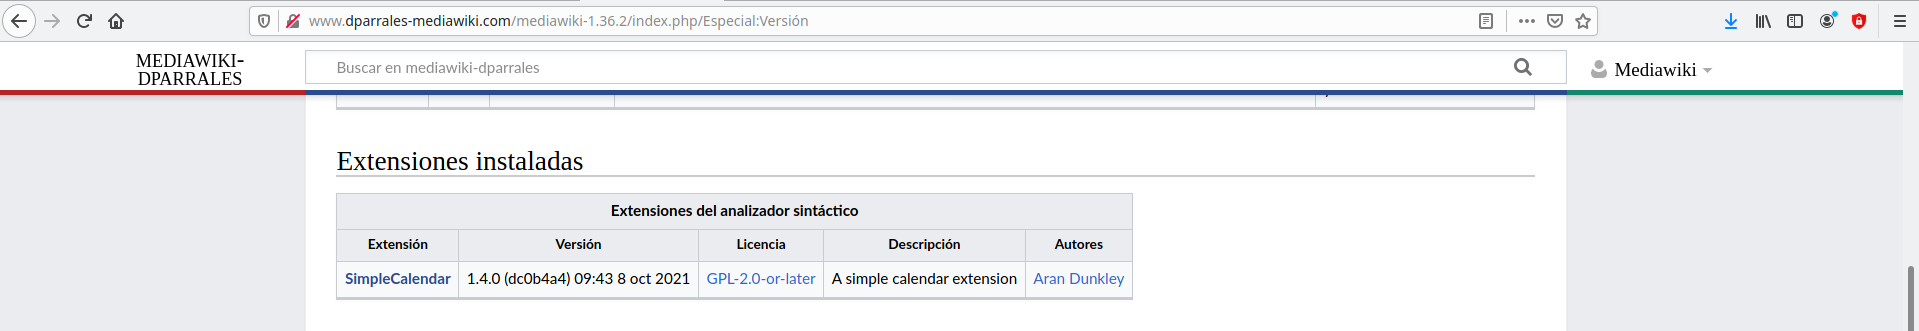 www.dparrales-mediawiki.com/mediawiki-1.36.2/index.php/Especial:Versión
MEDIAWIKI-
DPARRALES
Buscar en mediawiki-dparrales
Mediawiki
Extensiones instaladas
Extensiones del analizador sintáctico
Extensión Versión Licencia Descripción Autores
SimpleCalendar 1.4.0 (dc0b4a4) 09:43 8 oct 2021 GPL-2.0-or-later A simple calendar extension Aran Dunkley